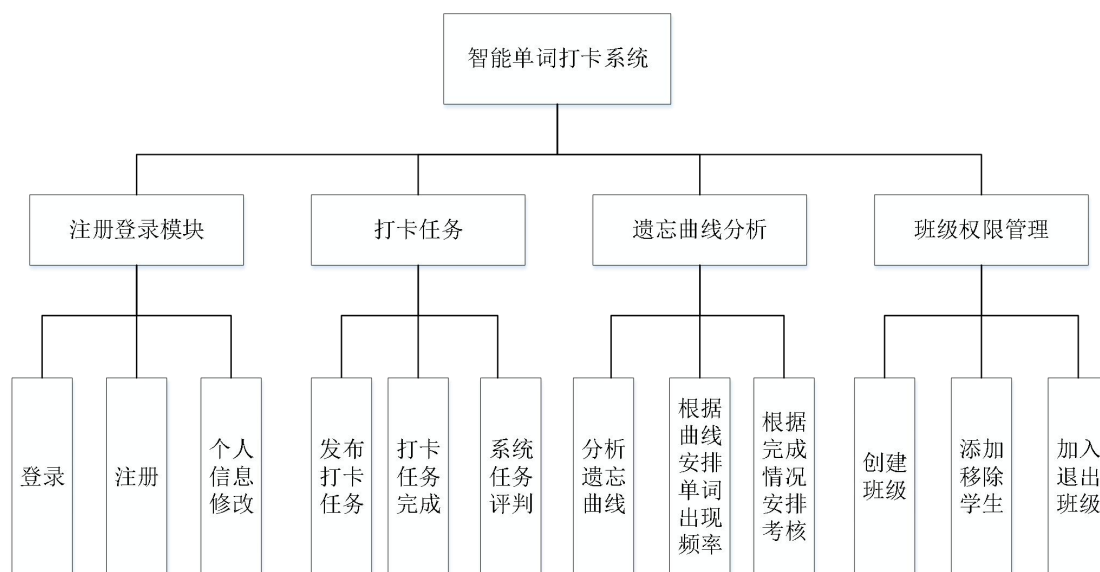 智能单词打卡系统
注册登录模块
打卡任务
遗忘曲线分析
班级权限管理
登录
注册
个人
信息
修改
发布
打卡
任务
打卡
任务
完成
系统
任务
评判
分析
遗忘
曲线
根据
曲线
安排
单词
出现
频率
根据
完成
情况
安排
考核
创建
班级
添加
移除
学生
加入
退出
班级